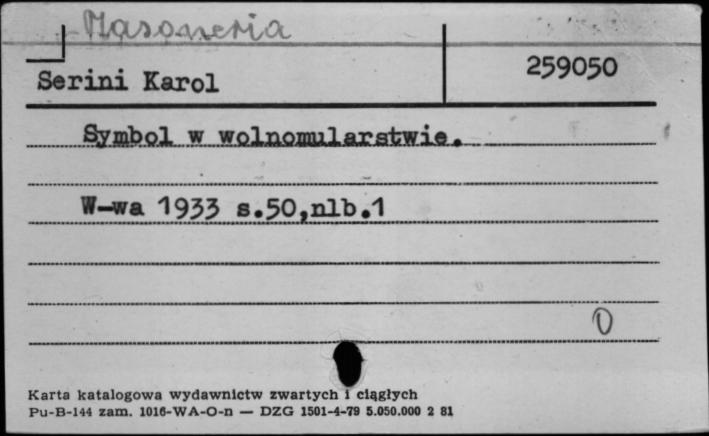 Masoneria
Serini Karol
259050
Symbol w wolnomularstwie.
W-wa 1933 s.50,nlb.1
O
Karta katalogowa wydawnictw zwartych i ciągłych
Pu-B-144 zam. 1016-WA-O-n — DZG 1501-4-79 5.050.000 2 81